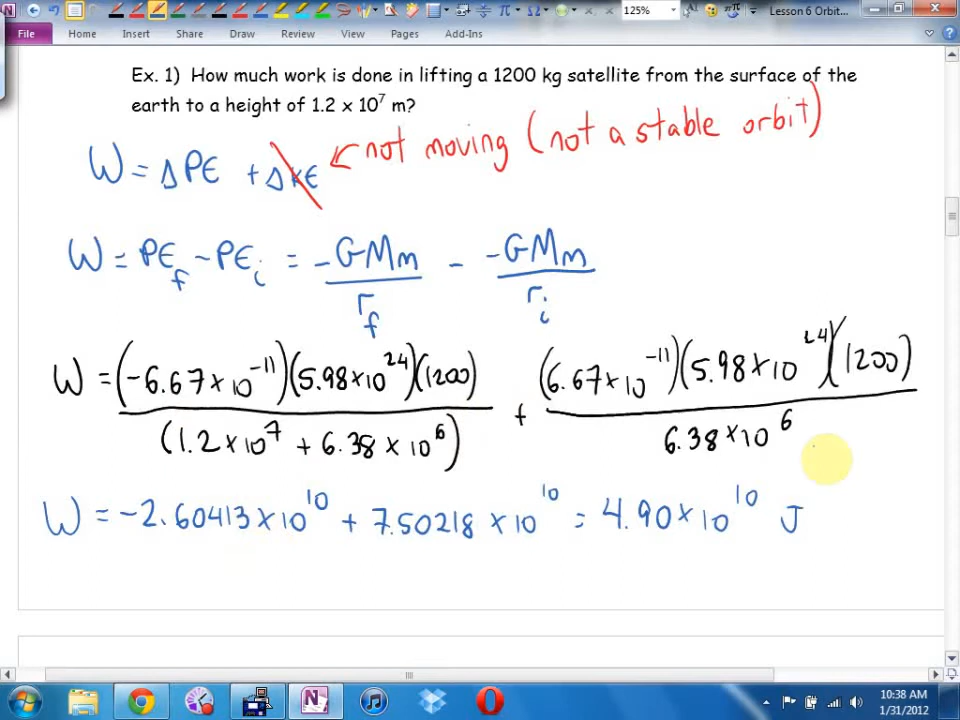 125%
Lesson 6 Orbit...
File Home Insert Share Draw Review View Pages Add-Ins
Ex. 1) How much work is done in lifting a 1200 kg satellite from the surface of the
earth to a height of 1.2 x 10⁷ m?
W = ΔPE + ΔKE ← not moving (not a stable orbit)
W = PE_f - PE_i = -GMm/r_f - -GMm/r_i
W = (-6.67 × 10⁻¹¹)(5.98 × 10²⁴)(1200)/(1.2 × 10⁷ + 6.38 × 10⁶) + (6.67 × 10⁻¹¹)(5.98 × 10²⁴)(1200)/6.38 × 10⁶
W = -2.60413 × 10¹⁰ + 7.50218 × 10¹⁰ = 4.90 × 10¹⁰ J
10:38 AM
1/31/2012